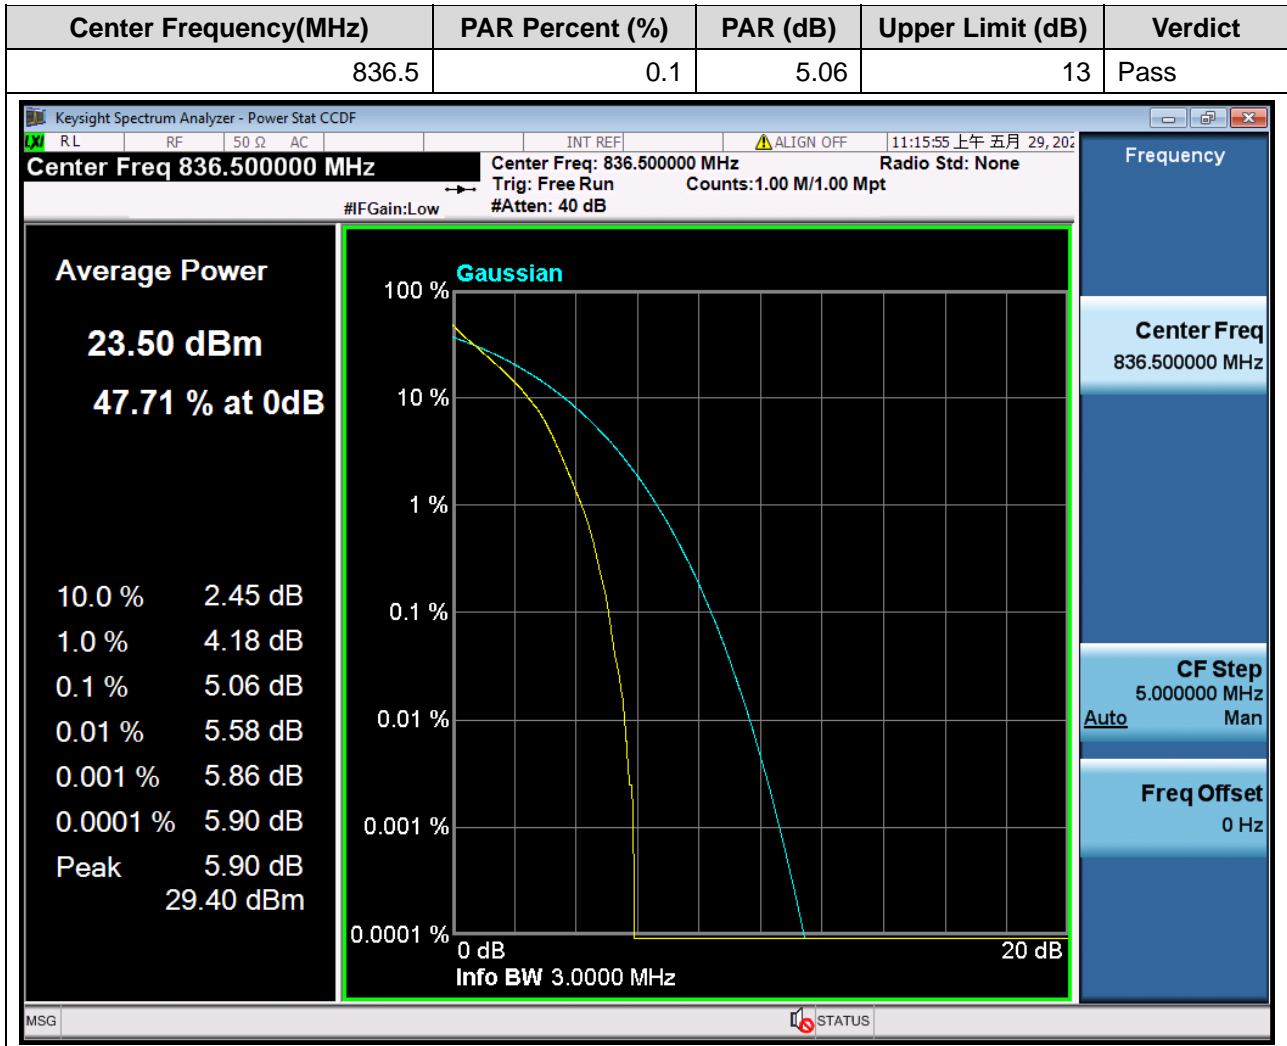 Center Frequency(MHz) PAR Percent (%) PAR (dB) Upper Limit (dB) Verdict
836.5 0.1 5.06 13 Pass
Keysight Spectrum Analyzer - Power Stat CCDF
LXI RL RF 50 Ω AC INT REF ALIGN OFF 11:15:55 上午 五月 29, 202
Center Freq 836.500000 MHz
Center Freq: 836.500000 MHz Radio Std: None
Trig: Free Run Counts:1.00 M/1.00 Mpt
#IFGain:Low #Atten: 40 dB
Average Power
23.50 dBm
47.71 % at 0dB
10.0 % 2.45 dB
1.0 % 4.18 dB
0.1 % 5.06 dB
0.01 % 5.58 dB
0.001 % 5.86 dB
0.0001 % 5.90 dB
Peak 5.90 dB
29.40 dBm
Gaussian
100 %
10 %
1 %
0.1 %
0.01 %
0.001 %
0.0001 %
0 dB 20 dB
Info BW 3.0000 MHz
Frequency
Center Freq
836.500000 MHz
CF Step
5.000000 MHz
Auto Man
Freq Offset
0 Hz
MSG STATUS